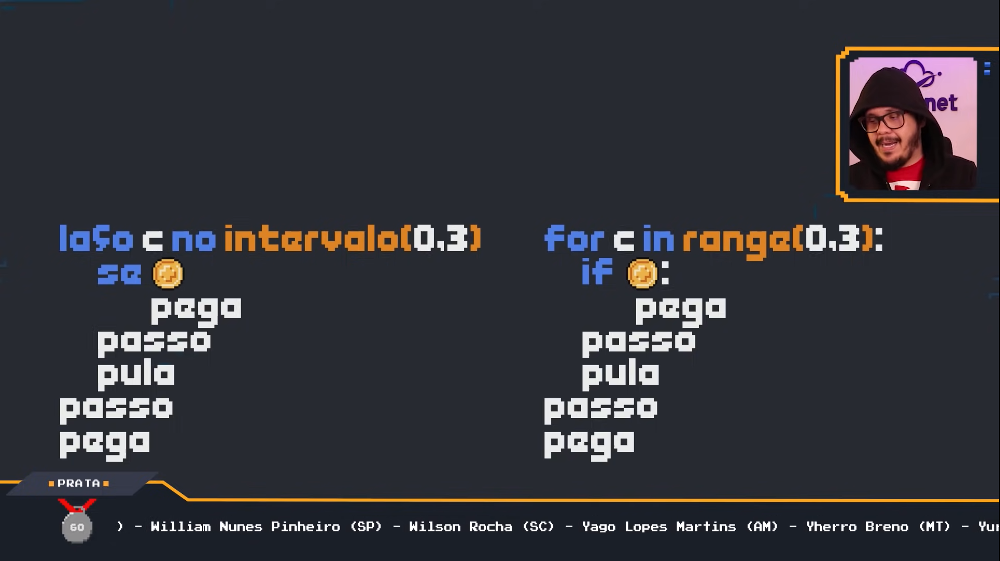 laço c no intervalo(0,3)
se
pega
passo
pula
passo
pega
for c in range(0,3):
if :
pega
passo
pula
passo
pega
net
PRATA
60
) - William Nunes Pinheiro (SP) - Wilson Rocha (SC) - Yago Lopes Martins (AM) - Yherro Breno (MT) -